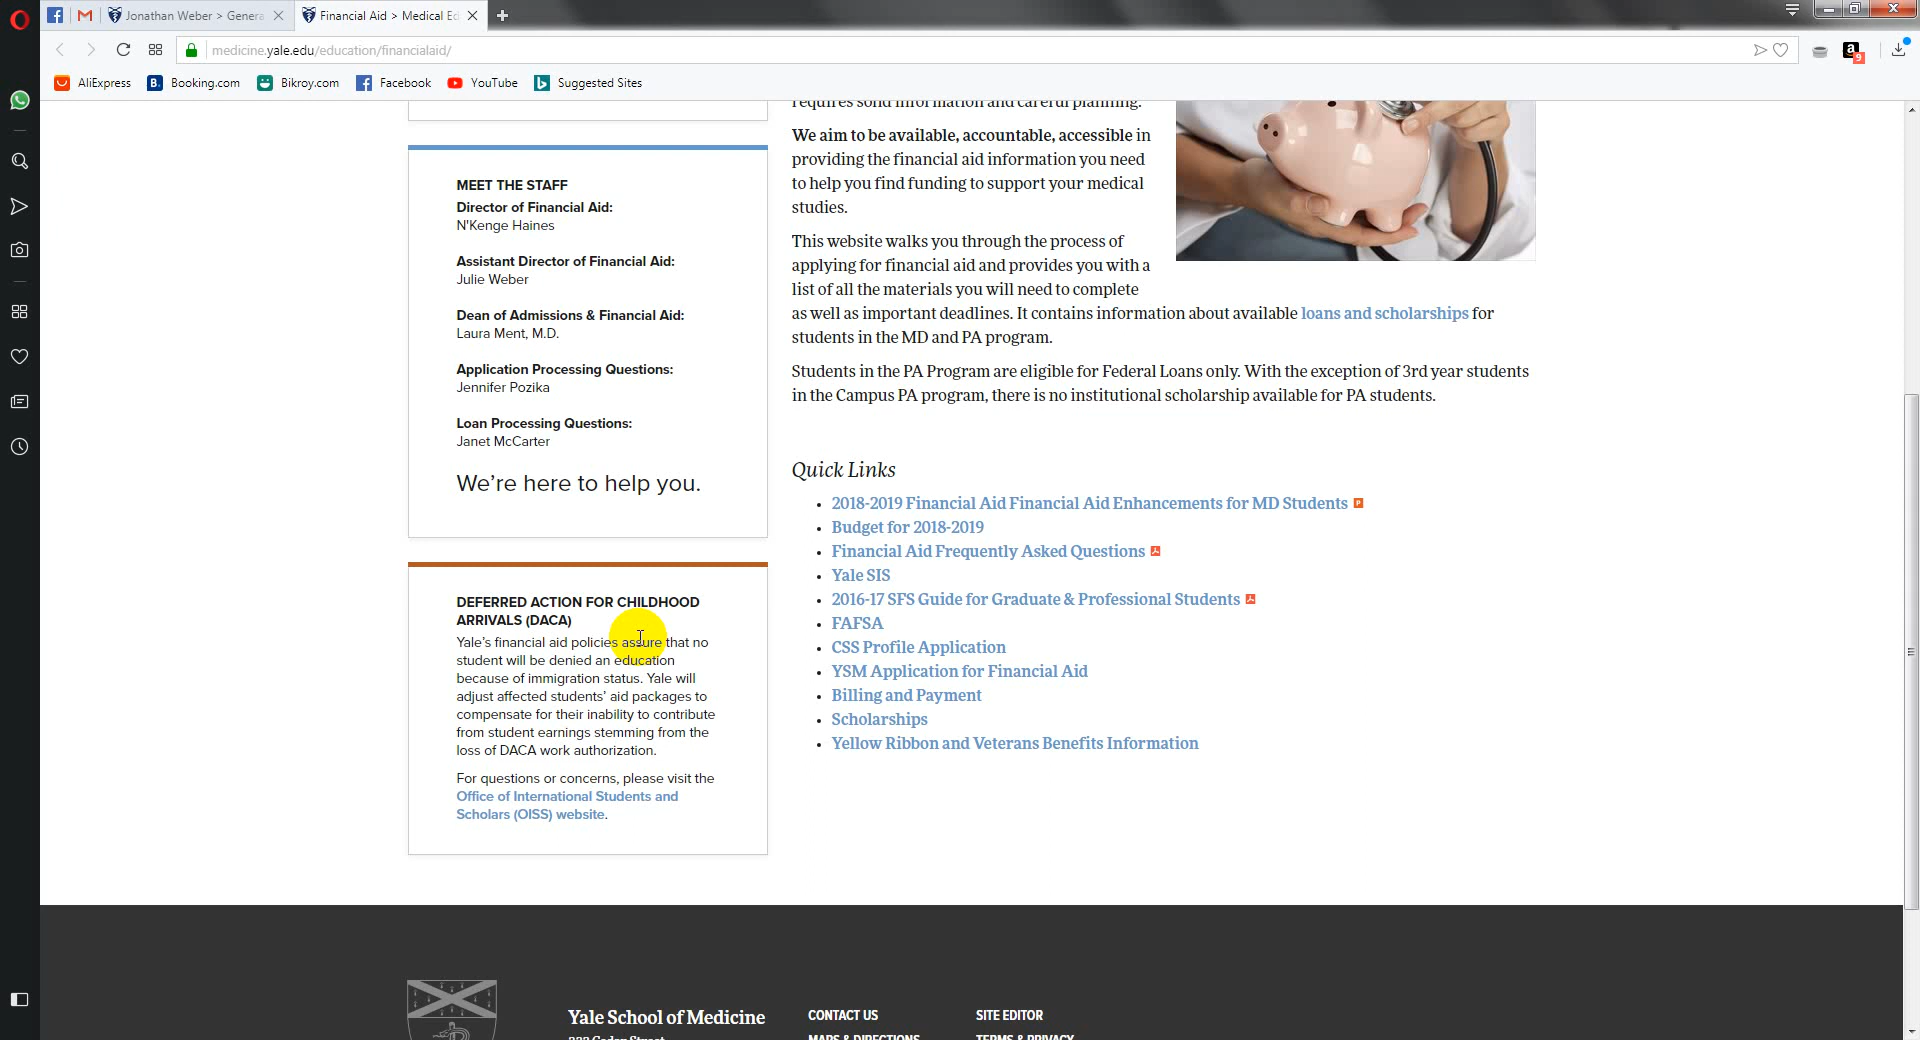 Jonathan Weber > Genera
Financial Aid > Medical Ed
medicine.yale.edu/education/financialaid/
9
AliExpress
B. Booking.com
Bikroy.com
Facebook
YouTube
Suggested Sites
MEET THE STAFF
Director of Financial Aid:
N'Kenge Haines
Assistant Director of Financial Aid:
Julie Weber
Dean of Admissions & Financial Aid:
Laura Ment, M.D.
Application Processing Questions:
Jennifer Pozika
Loan Processing Questions:
Janet McCarter
We’re here to help you.
DEFERRED ACTION FOR CHILDHOOD
ARRIVALS (DACA)
Yale’s financial aid policies assure that no
student will be denied an education
because of immigration status. Yale will
adjust affected students’ aid packages to
compensate for their inability to contribute
from student earnings stemming from the
loss of DACA work authorization.
For questions or concerns, please visit the
Office of International Students and
Scholars (OISS) website.
requires solid information and careful planning.
We aim to be available, accountable, accessible in
providing the financial aid information you need
to help you find funding to support your medical
studies.
This website walks you through the process of
applying for financial aid and provides you with a
list of all the materials you will need to complete
as well as important deadlines. It contains information about available loans and scholarships for
students in the MD and PA program.
Students in the PA Program are eligible for Federal Loans only. With the exception of 3rd year students
in the Campus PA program, there is no institutional scholarship available for PA students.
Quick Links
2018-2019 Financial Aid Financial Aid Enhancements for MD Students
Budget for 2018-2019
Financial Aid Frequently Asked Questions
Yale SIS
2016-17 SFS Guide for Graduate & Professional Students
FAFSA
CSS Profile Application
YSM Application for Financial Aid
Billing and Payment
Scholarships
Yellow Ribbon and Veterans Benefits Information
Yale School of Medicine
333 Cedar Street
CONTACT US
MAPS & DIRECTIONS
SITE EDITOR
TERMS & PRIVACY